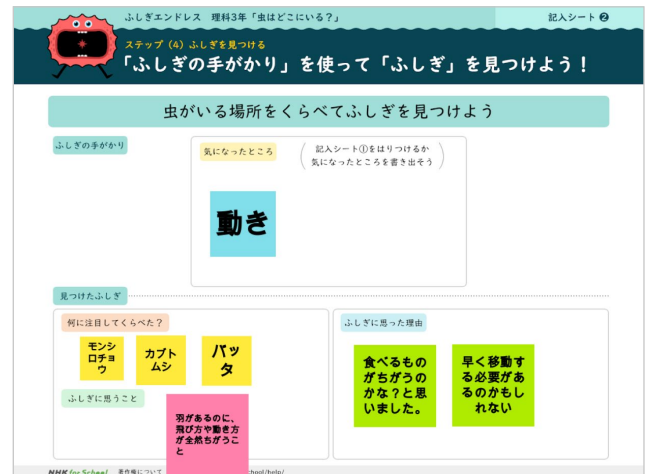 ふしぎエンドレス 理科3年「虫はどこにいる？」
記入シート❷
ステップ（4）ふしぎを見つける
「ふしぎの手がかり」を使って「ふしぎ」を見つけよう！
虫がいる場所をくらべてふしぎを見つけよう
ふしぎの手がかり
気になったところ
（記入シート①をはりつけるか
気になったところを書き出そう）
動き
見つけたふしぎ
何に注目してくらべた？
モンシ
ロチョ
ウ
カブト
ムシ
バッ
タ
ふしぎに思うこと
羽があるのに、
飛び方や動き方
が全然ちがうこ
と
ふしぎに思った理由
食べるもの
がちがうの
かな？と思
いました。
早く移動す
る必要があ
るのかもし
れない
NHK for School 著作権について
school/help/